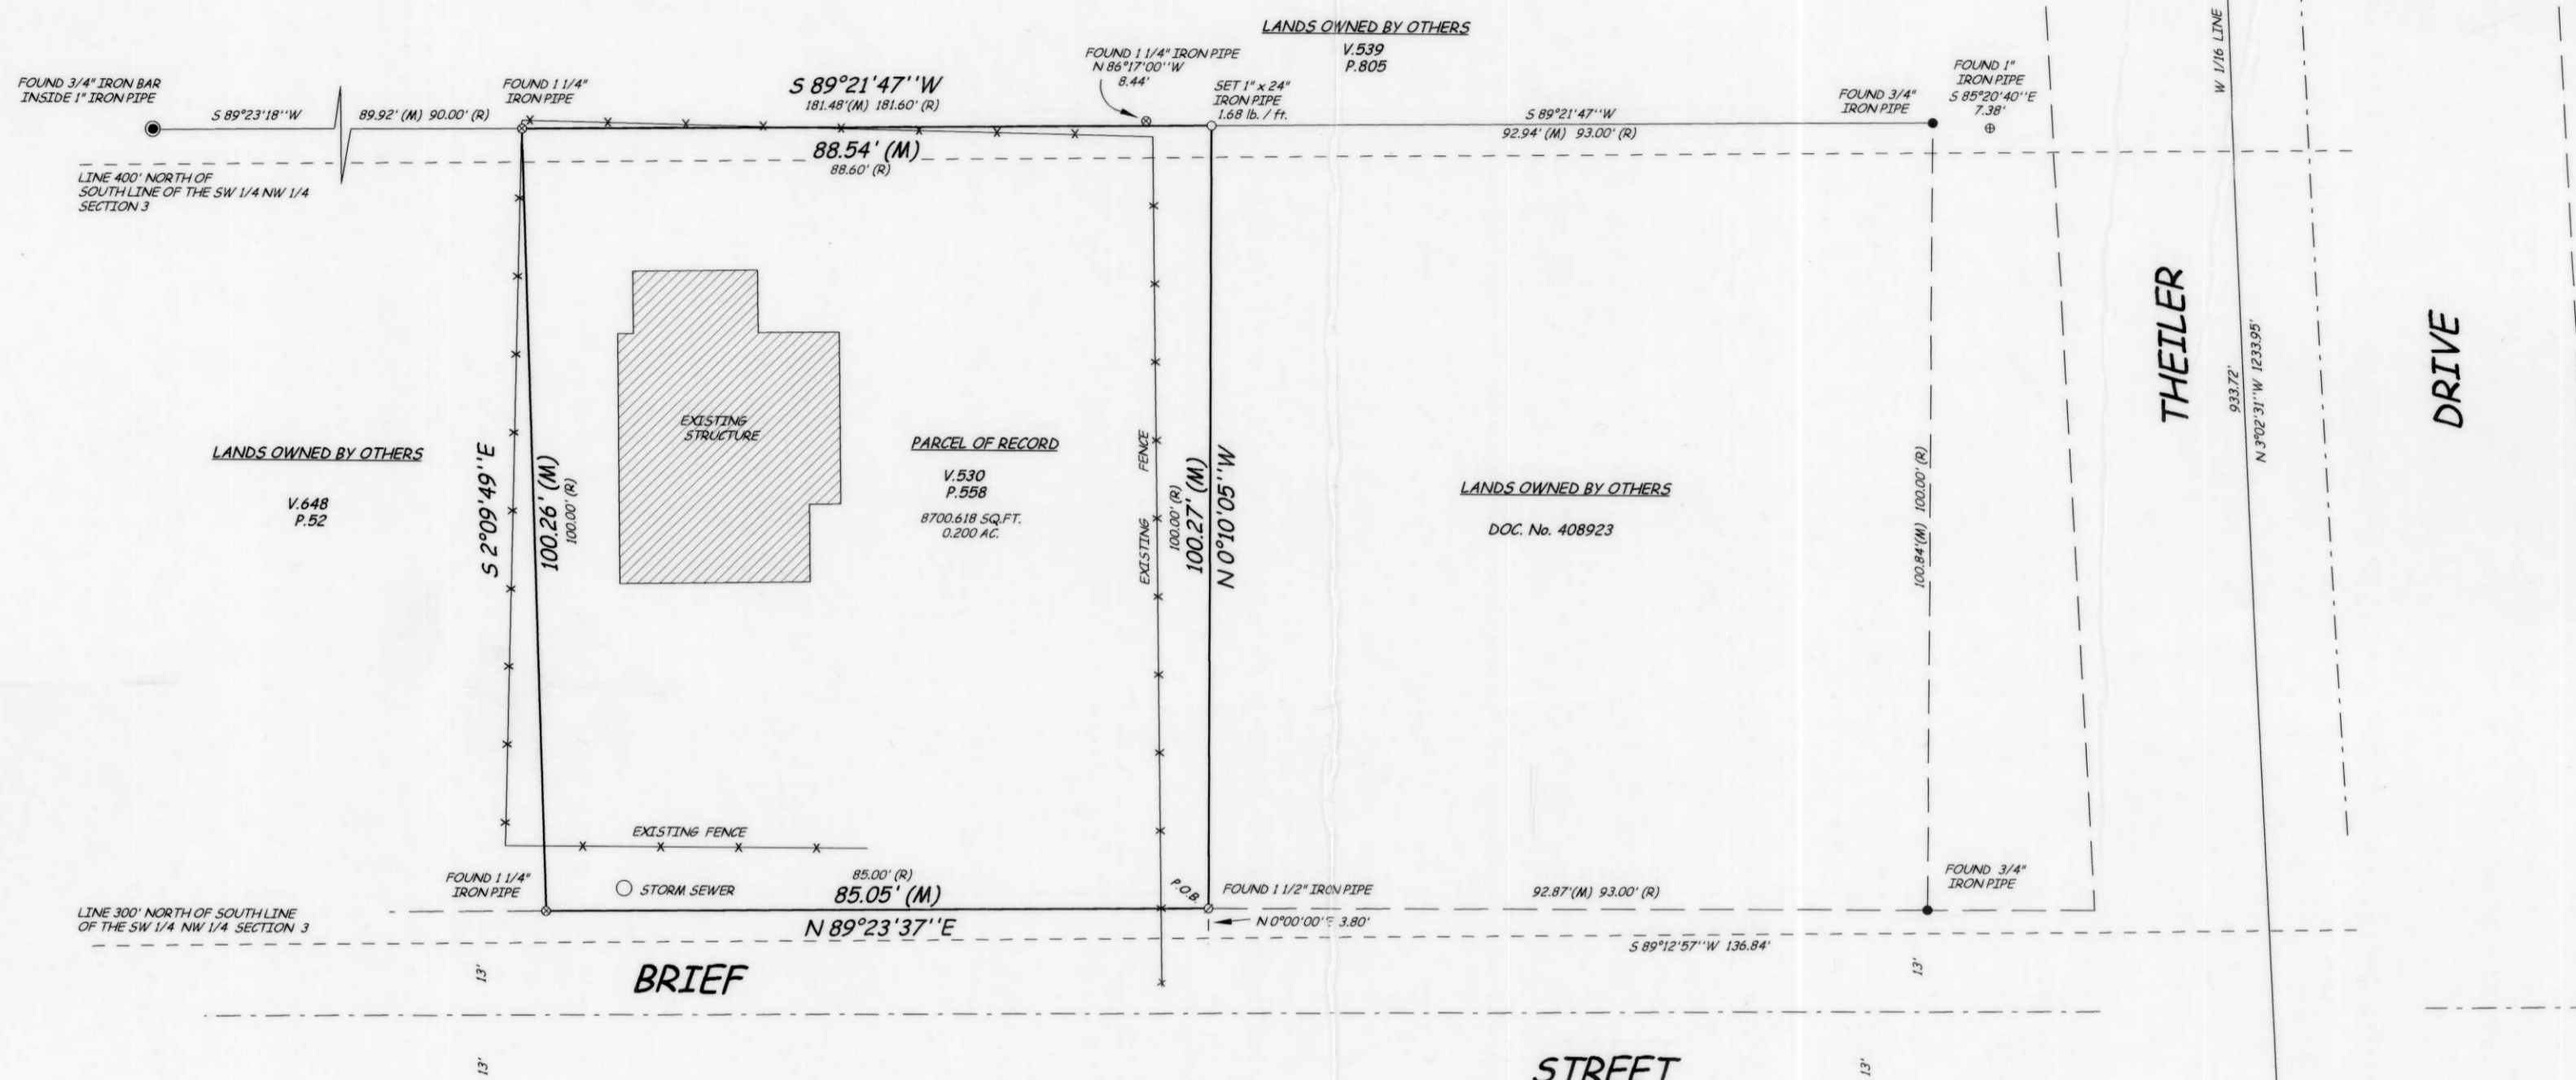 LANDS OWNED BY OTHERS
V.539
P.805
FOUND 3/4" IRON BAR
INSIDE 1" IRON PIPE
S 89°23'18''W
89.92' (M) 90.00' (R)
FOUND 1 1/4"
IRON PIPE
S 89°21'47''W
181.48'(M) 181.60' (R)
88.54' (M)
88.60' (R)
FOUND 1 1/4" IRON PIPE
N 86°17'00''W
8.44'
SET 1" x 24"
IRON PIPE
1.68 lb. / ft.
S 89°21'47''W
92.94' (M) 93.00' (R)
FOUND 3/4"
IRON PIPE
FOUND 1"
IRON PIPE
S 85°20'40''E
7.38'
W 1/16 LINE
LINE 400' NORTH OF
SOUTH LINE OF THE SW 1/4 NW 1/4
SECTION 3
LANDS OWNED BY OTHERS
V.648
P.52
S 2°09'49''E
100.26' (M)
100.00' (R)
EXISTING
STRUCTURE
PARCEL OF RECORD
V.530
P.558
8700.618 SQ.FT.
0.200 AC.
EXISTING FENCE
100.00' (R)
100.27' (M)
N 0°10'05''W
LANDS OWNED BY OTHERS
DOC. No. 408923
100.84'(M) 100.00' (R)
THEILER
933.72'
N 3°02'31''W 1233.95'
DRIVE
EXISTING FENCE
FOUND 1 1/4"
IRON PIPE
STORM SEWER
85.00' (R)
85.05' (M)
N 89°23'37''E
P.O.B.
FOUND 1 1/2" IRON PIPE
N 0°00'00''E 3.80'
92.87'(M) 93.00' (R)
FOUND 3/4"
IRON PIPE
LINE 300' NORTH OF SOUTH LINE
OF THE SW 1/4 NW 1/4 SECTION 3
S 89°12'57''W 136.84'
13'
BRIEF
13'
13'
STREET
13'